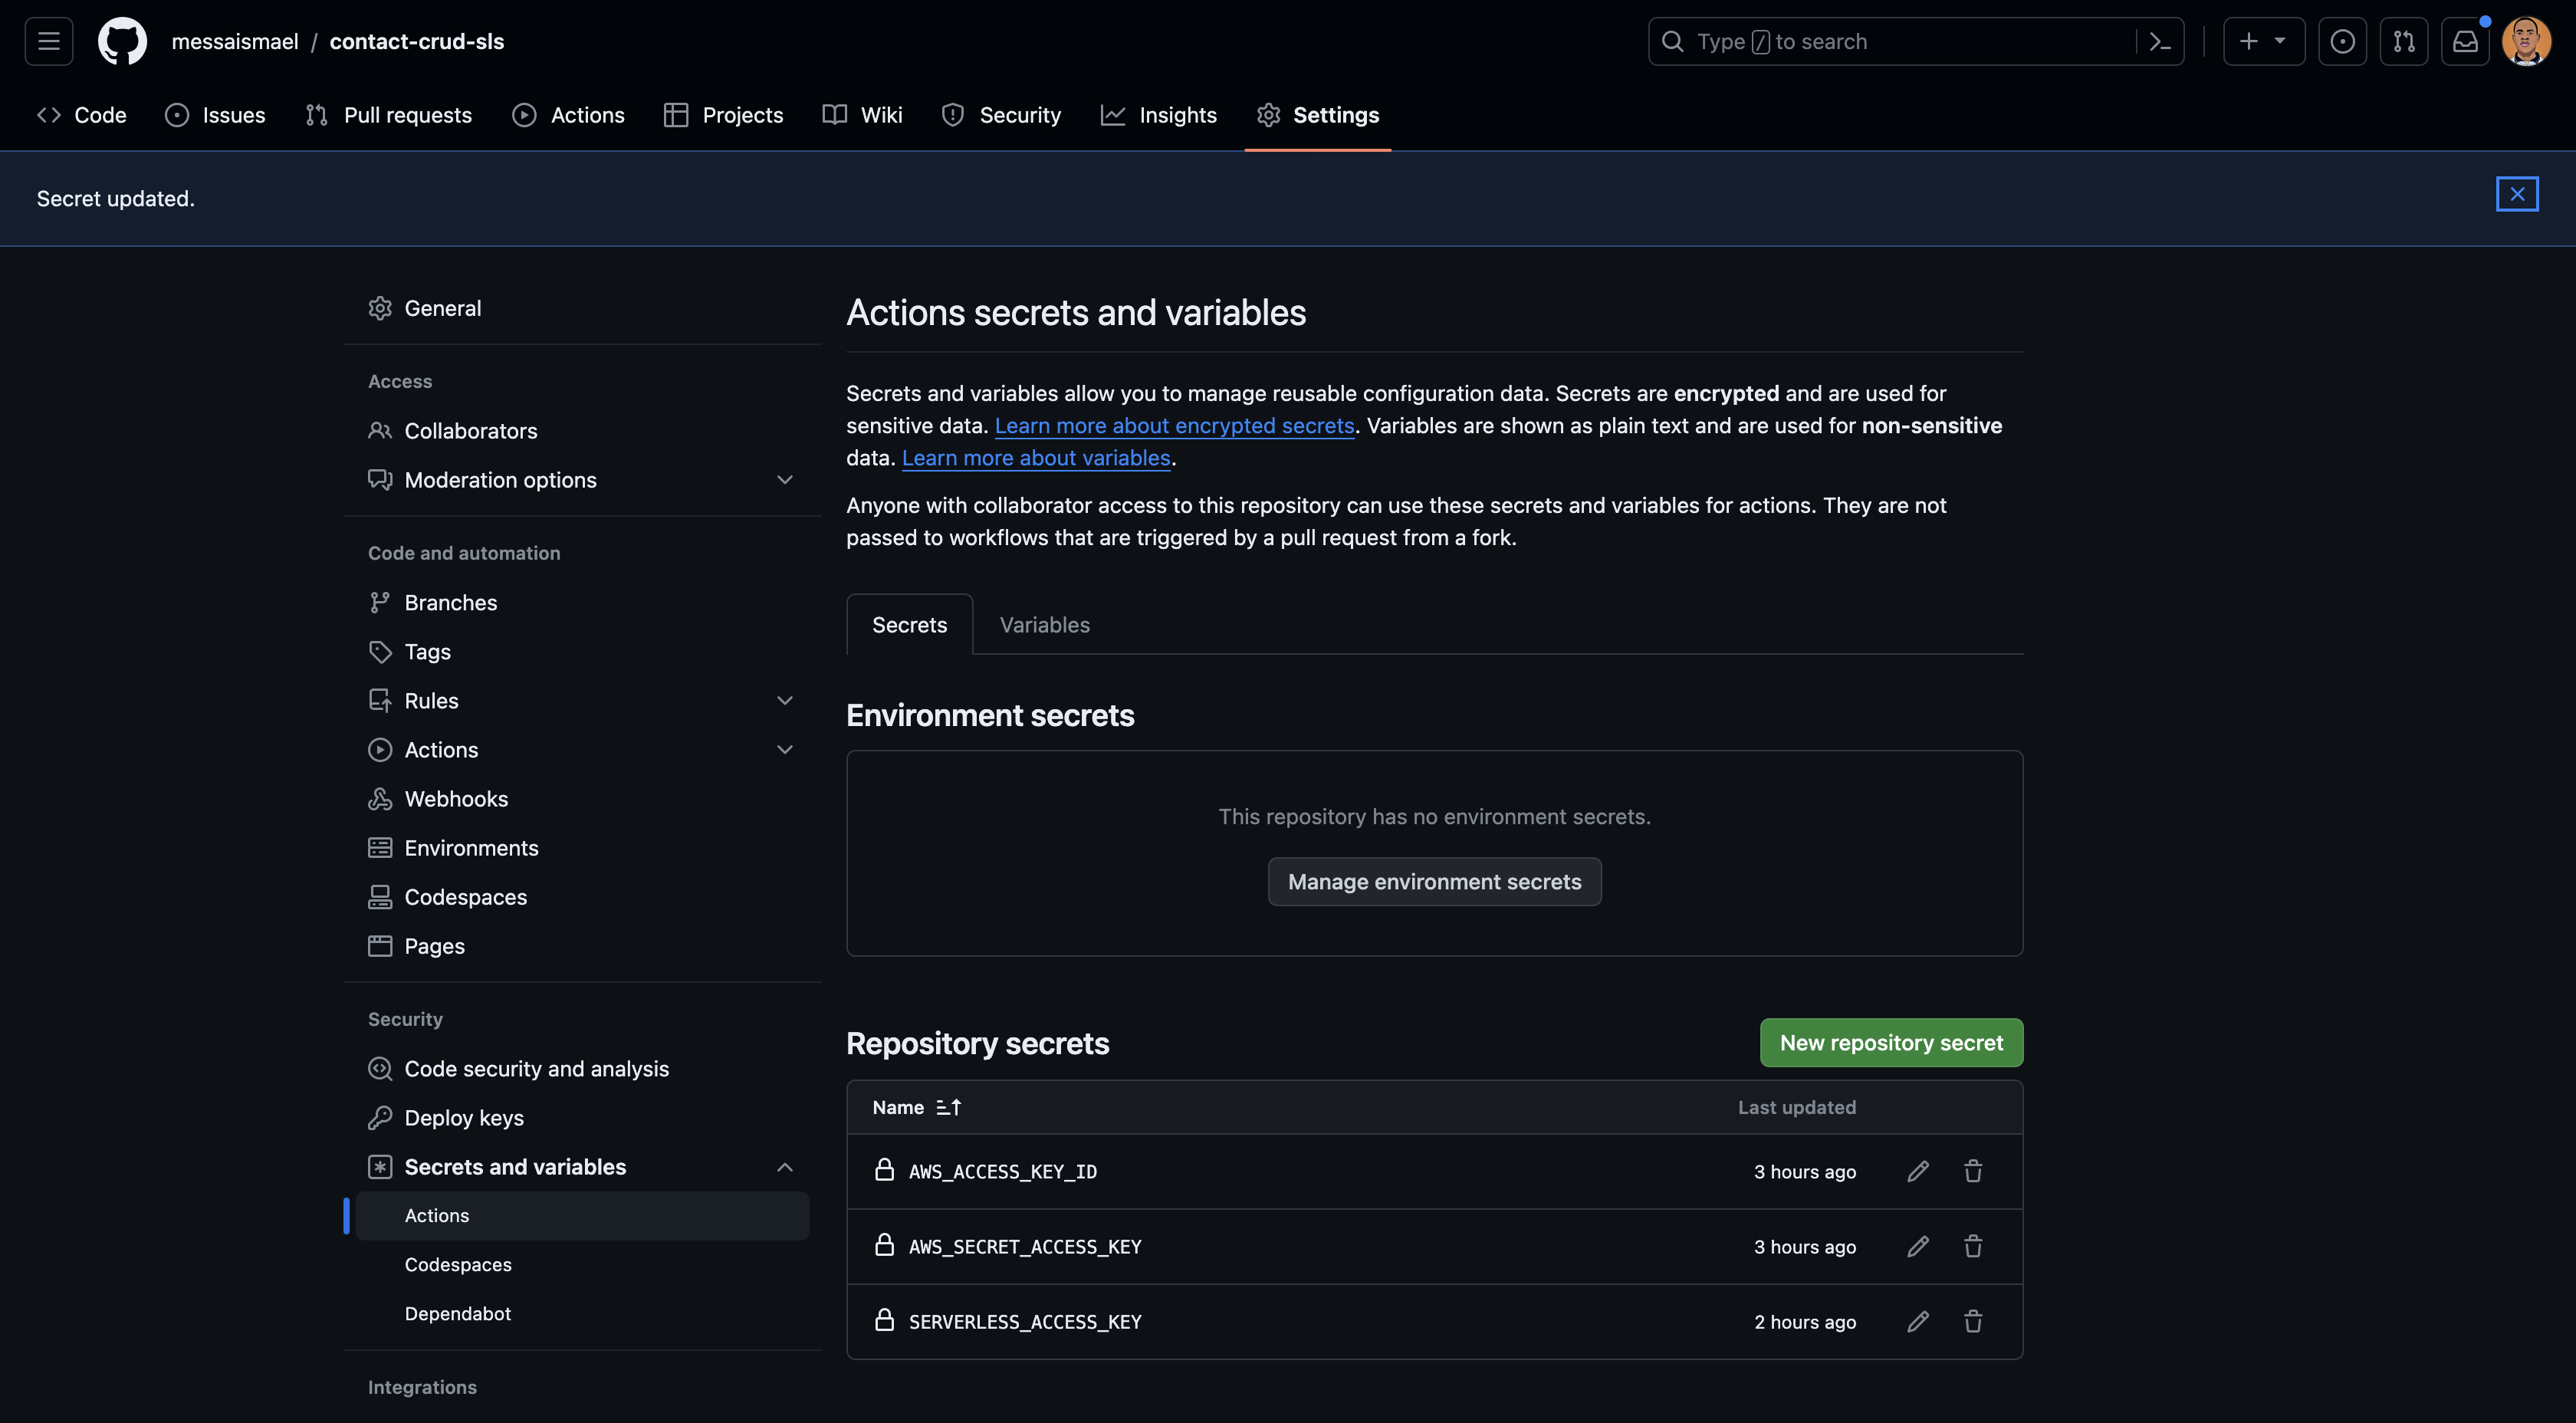 messaismael / contact-crud-sls
Type / to search
Code
Issues
Pull requests
Actions
Projects
Wiki
Security
Insights
Settings
Secret updated.
General
Access
Collaborators
Moderation options
Code and automation
Branches
Tags
Rules
Actions
Webhooks
Environments
Codespaces
Pages
Security
Code security and analysis
Deploy keys
Secrets and variables
Actions
Codespaces
Dependabot
Integrations
Actions secrets and variables
Secrets and variables allow you to manage reusable configuration data. Secrets are encrypted and are used for
sensitive data. Learn more about encrypted secrets. Variables are shown as plain text and are used for non-sensitive
data. Learn more about variables.
Anyone with collaborator access to this repository can use these secrets and variables for actions. They are not
passed to workflows that are triggered by a pull request from a fork.
Secrets
Variables
Environment secrets
This repository has no environment secrets.
Manage environment secrets
Repository secrets
New repository secret
Name
Last updated
AWS_ACCESS_KEY_ID
3 hours ago
AWS_SECRET_ACCESS_KEY
3 hours ago
SERVERLESS_ACCESS_KEY
2 hours ago